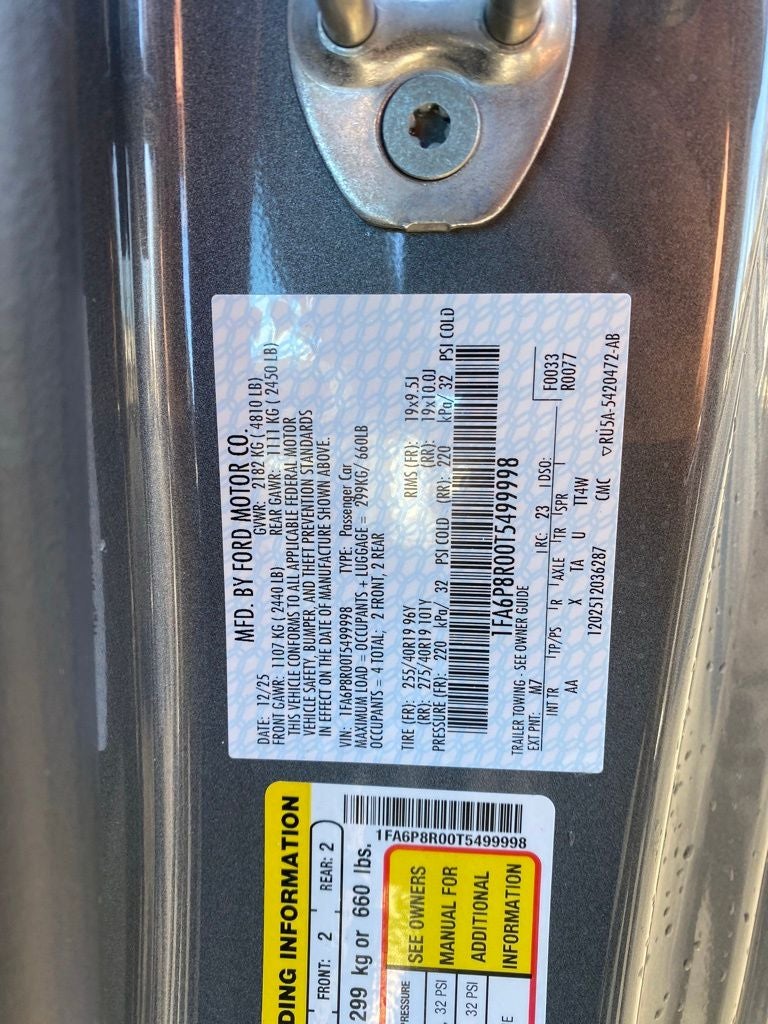 MFD. BY FORD MOTOR CO.
DATE: 12/25 GVWR: 2182 KG ( 4810 LB)
FRONT GAWR: 1107 KG ( 2440 LB) REAR GAWR: 1111 KG ( 2450 LB)
THIS VEHICLE CONFORMS TO ALL APPLICABLE FEDERAL MOTOR
VEHICLE SAFETY, BUMPER, AND THEFT PREVENTION STANDARDS
IN EFFECT ON THE DATE OF MANUFACTURE SHOWN ABOVE.
VIN: 1FA6P8R00T5499998 TYPE: Passenger Car
MAXIMUM LOAD = OCCUPANTS + LUGGAGE = 299KG/ 660LB
OCCUPANTS = 4 TOTAL; 2 FRONT, 2 REAR
TIRE (FR): 255/40R19 96Y RIMS (FR): 19x9.5J
(RR): 275/40R19 101Y (RR): 19x10.0J
PRESSURE (FR): 220 kPa/ 32 PSI COLD (RR): 220 kPa/ 32 PSI COLD
1FA6P8R00T5499998
TRAILER TOWING - SEE OWNER GUIDE
EXT PNT: M7 RC: 23 DSO: F0033
R0077
INT TR TP/PS R AXLE TR SPR
AA X TA U TT4W
1202512036287 CMC ▽RU5A-5420472-AB
DING INFORMATION
FRONT: 2 REAR: 2
299 kg or 660 lbs.
1FA6P8R00T5499998
RESSURE
, 32 PSI
32 PSI
E
SEE OWNERS
MANUAL FOR
ADDITIONAL
INFORMATION